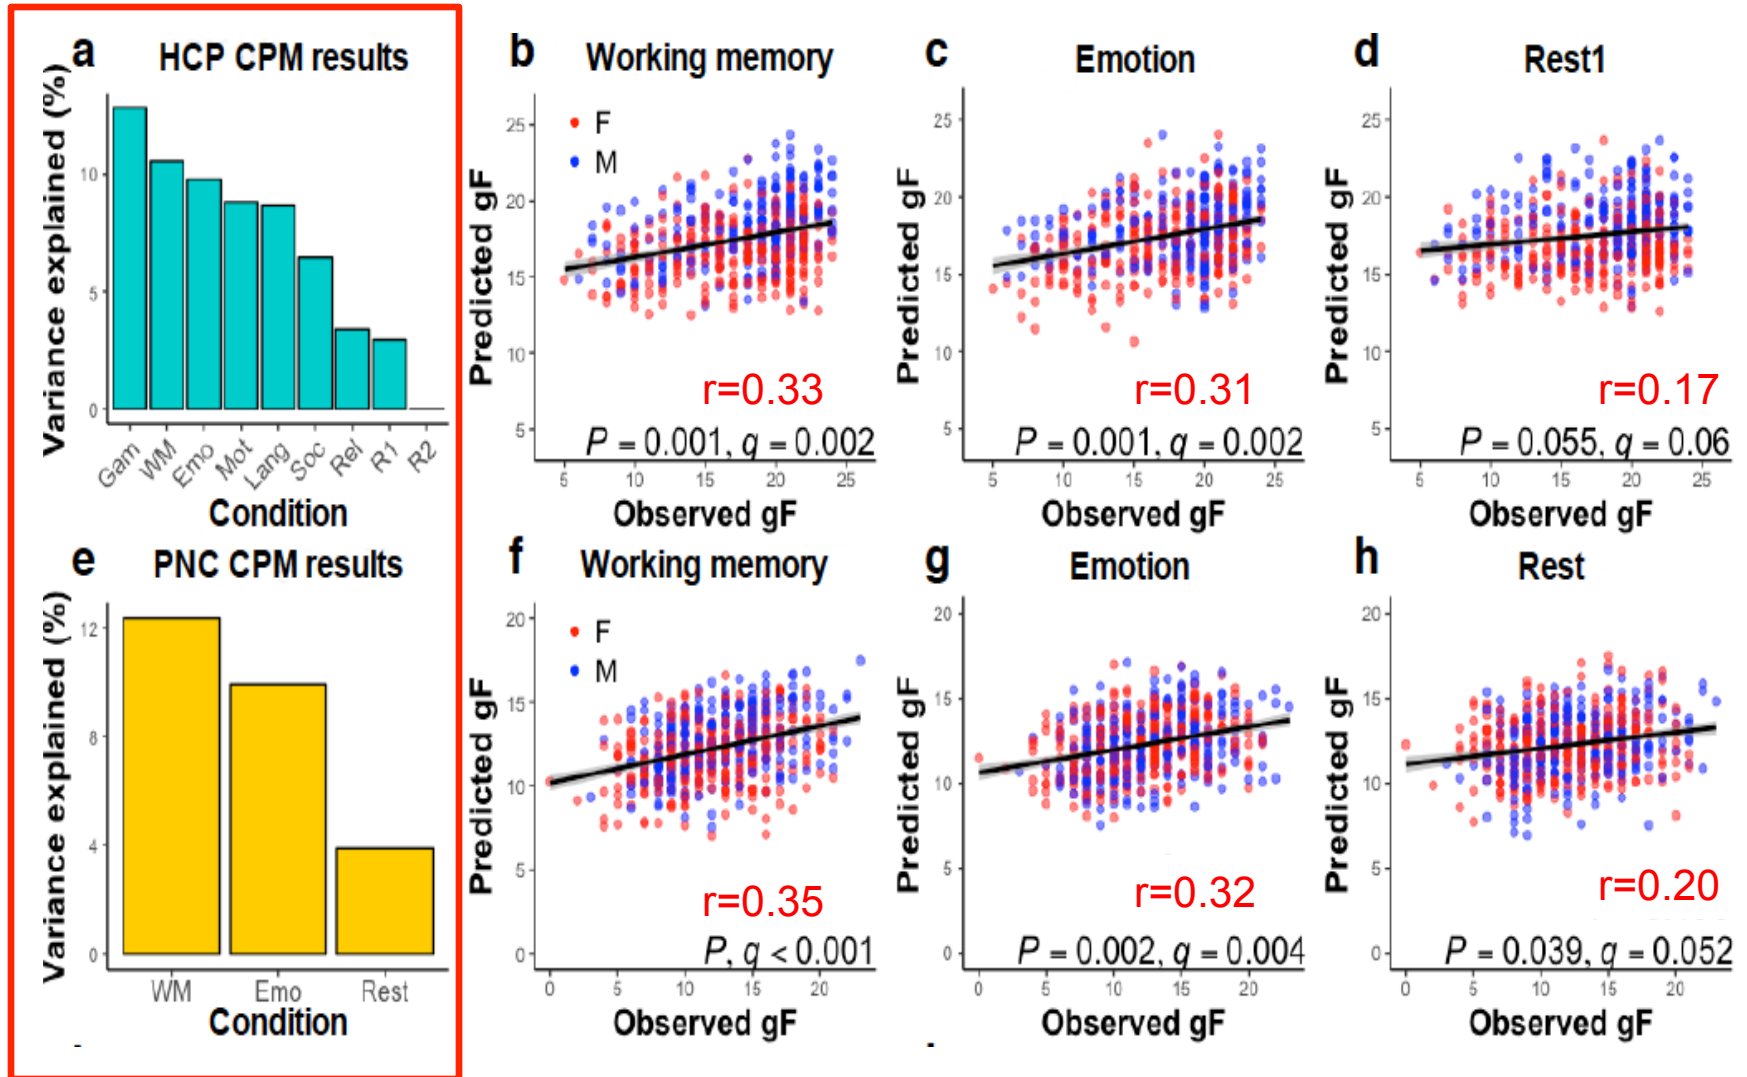 a HCP CPM results
Variance explained (%)
10
5
0
Gam WM Emo Mot Lang Soc Rel R1 R2
Condition
b Working memory
F
M
Predicted gF
25
20
15
10
5
r=0.33
P = 0.001, q = 0.002
5 10 15 20 25
Observed gF
c Emotion
Predicted gF
25
20
15
10
5
r=0.31
P = 0.001, q = 0.002
5 10 15 20 25
Observed gF
d Rest1
Predicted gF
25
20
15
10
5
r=0.17
P = 0.055, q = 0.06
5 10 15 20 25
Observed gF
e PNC CPM results
Variance explained (%)
12
8
4
0
WM Emo Rest
Condition
f Working memory
F
M
Predicted gF
20
15
10
5
0
r=0.35
P, q < 0.001
0 5 10 15 20
Observed gF
g Emotion
Predicted gF
20
15
10
5
0
r=0.32
P = 0.002, q = 0.004
0 5 10 15 20
Observed gF
h Rest
Predicted gF
20
15
10
5
0
r=0.20
P = 0.039, q = 0.052
0 5 10 15 20
Observed gF